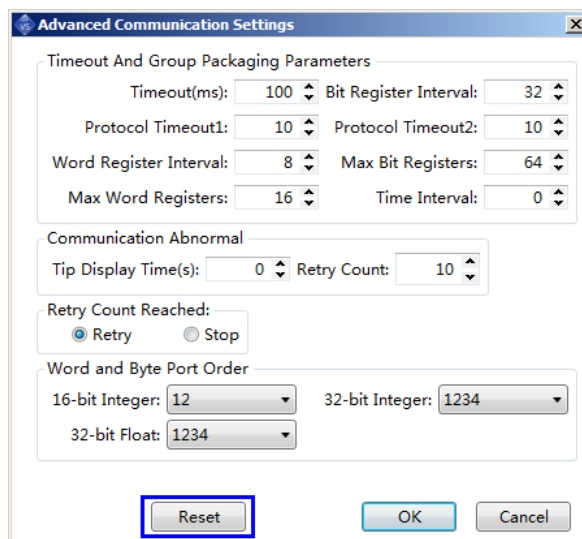 VS Advanced Communication Settings
Timeout And Group Packaging Parameters
Timeout(ms): 100 Bit Register Interval: 32
Protocol Timeout1: 10 Protocol Timeout2: 10
Word Register Interval: 8 Max Bit Registers: 64
Max Word Registers: 16 Time Interval: 0
Communication Abnormal
Tip Display Time(s): 0 Retry Count: 10
Retry Count Reached:
Retry Stop
Word and Byte Port Order
16-bit Integer: 12 32-bit Integer: 1234
32-bit Float: 1234
Reset OK Cancel